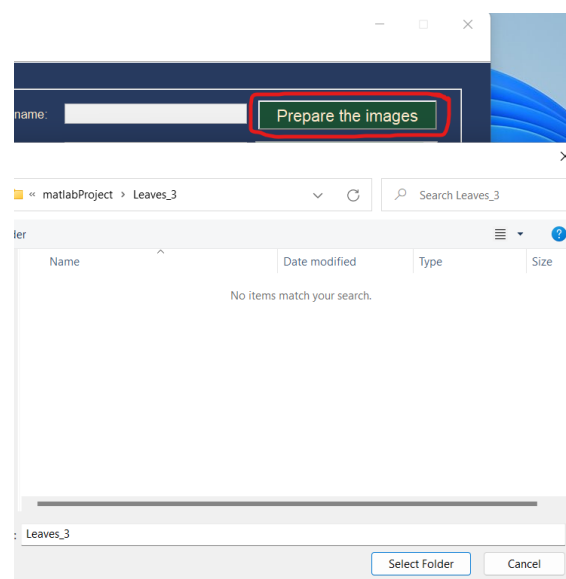 name:
Prepare the images
« matlabProject > Leaves_3
Search Leaves_3
ler
Name
Date modified
Type
Size
No items match your search.
: Leaves_3
Select Folder
Cancel